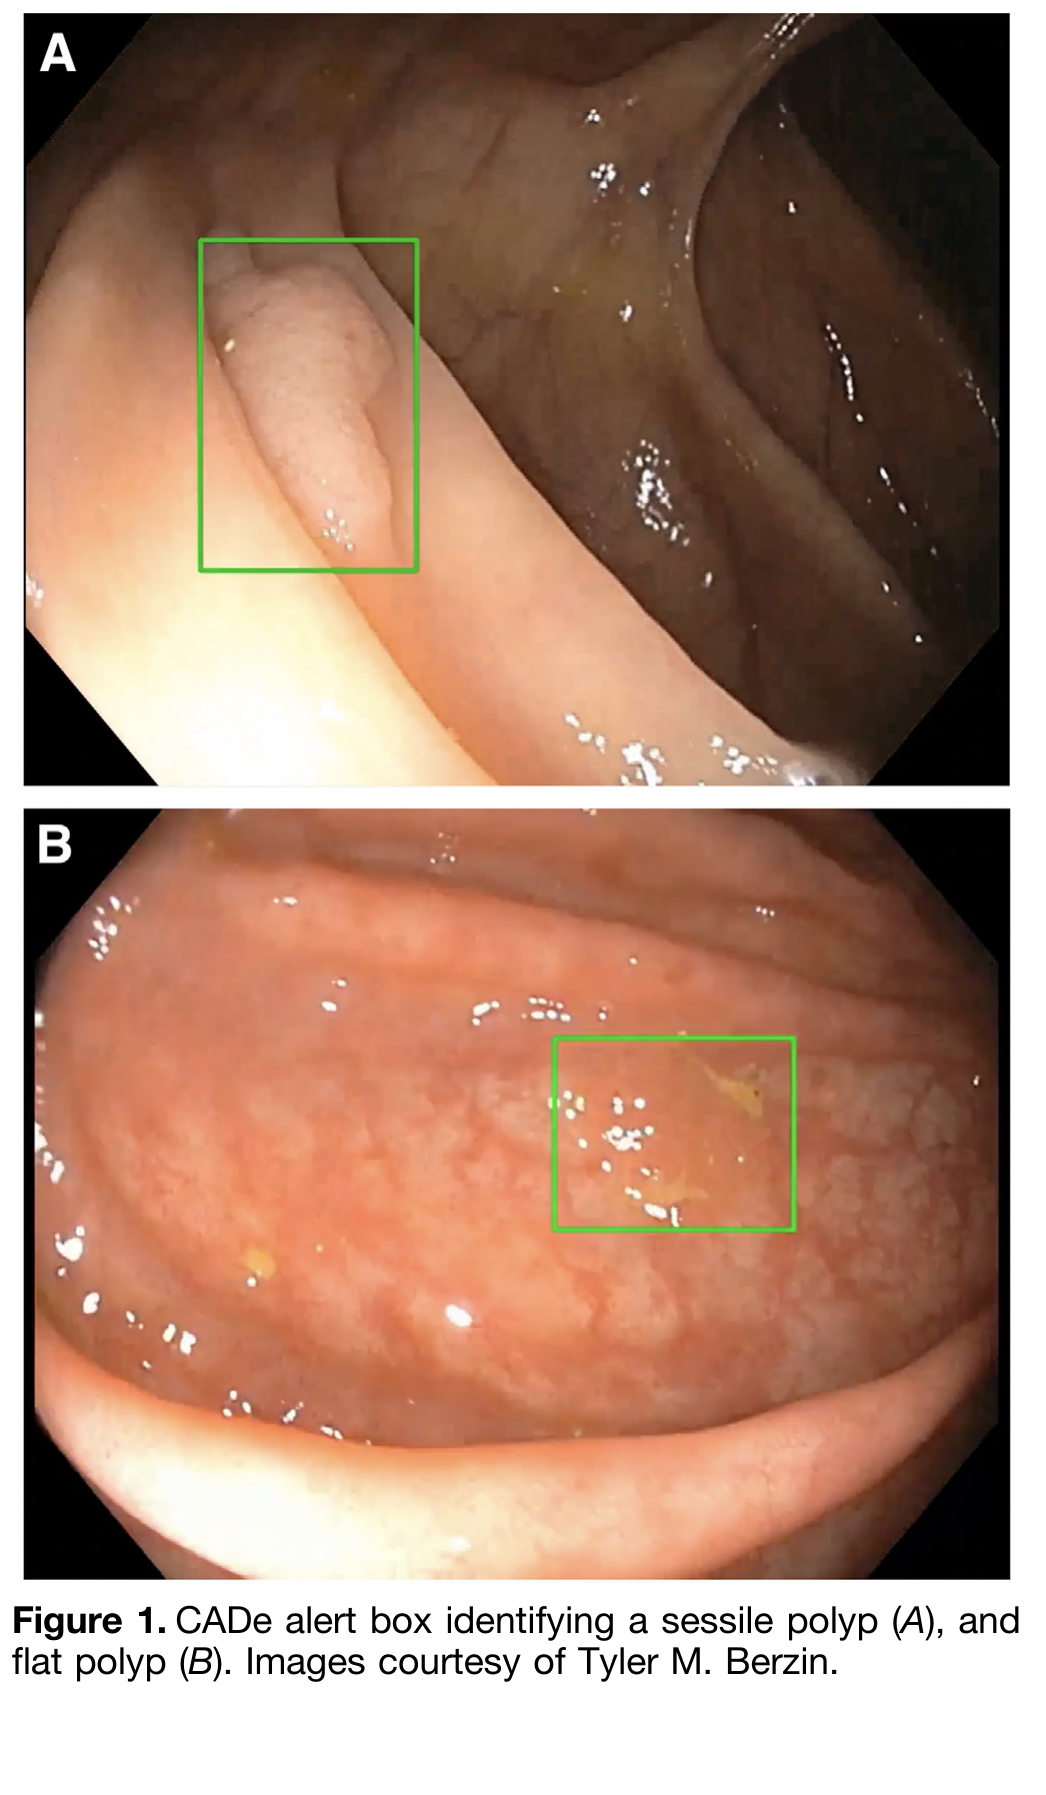 A
B
Figure 1. CADe alert box identifying a sessile polyp (A), and
flat polyp (B). Images courtesy of Tyler M. Berzin.